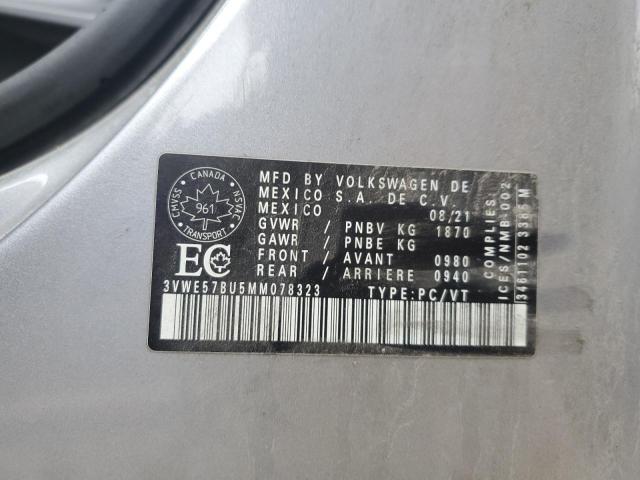 CANADA
CMVSS
NSVAC
961
TRANSPORT
EC
MFD BY VOLKSWAGEN DE
MEXICO S.A. DE C.V.
MEXICO 08/21
GVWR / PNBV KG 1870
GAWR / PNBE KG
FRONT / AVANT 0980
REAR / ARRIERE 0940
3VWE57BU5MM078323 TYPE:PC/VT
COMPLIES
ICES/NMB-002
3461102 3385 M